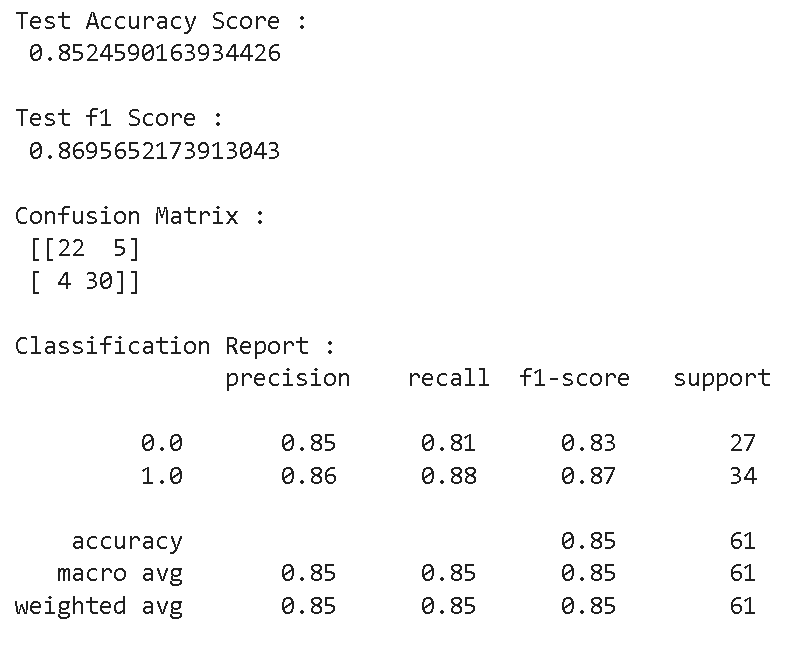 Test Accuracy Score :
0.8524590163934426
Test f1 Score :
0.8695652173913043
Confusion Matrix :
[[22  5]
[ 4 30]]
Classification Report :
precision    recall  f1-score   support
0.0       0.85      0.81      0.83        27
1.0       0.86      0.88      0.87        34
accuracy                           0.85        61
macro avg       0.85      0.85      0.85        61
weighted avg       0.85      0.85      0.85        61